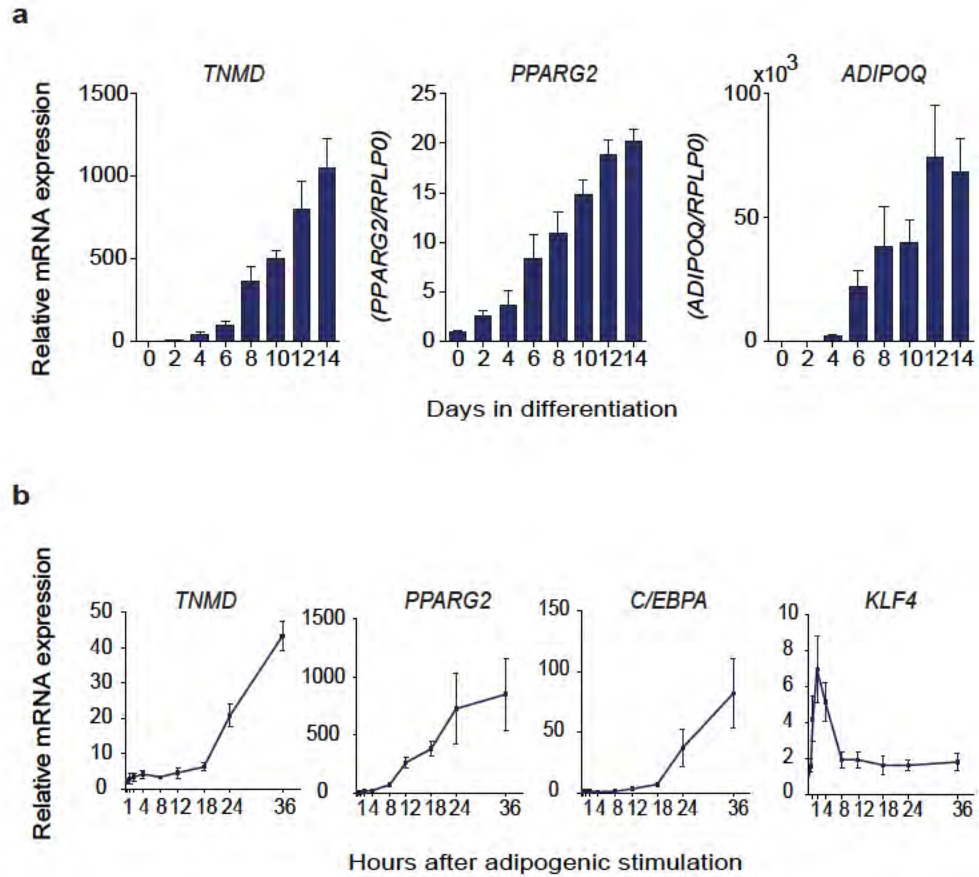 a
TNMD
PPARG2
ADIPOQ
x10³
Relative mRNA expression
1500
1000
500
0
0 2 4 6 8 10 12 14
(PPARG2/RPLP0)
25
20
15
10
5
0
0 2 4 6 8 10 12 14
(ADIPOQ/RPLP0)
100
50
0
0 2 4 6 8 10 12 14
Days in differentiation
b
TNMD
PPARG2
C/EBPA
KLF4
Relative mRNA expression
50
40
30
20
10
0
1 4 8 12 18 24 36
1500
1000
500
0
1 4 8 12 18 24 36
150
100
50
0
1 4 8 12 18 24 36
10
8
6
4
2
0
1 4 8 12 18 24 36
Hours after adipogenic stimulation